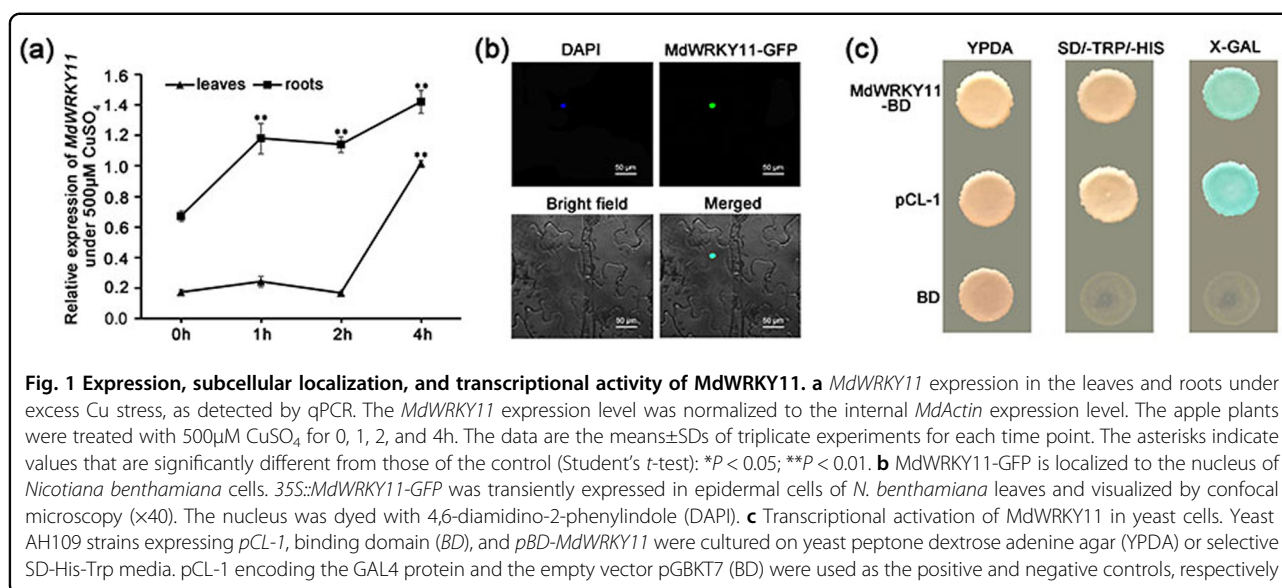 (a)
Relative expression of MdWRKY11
under 500μM CuSO4
1.6
1.4
1.2
1.0
0.8
0.6
0.4
0.2
0.0
leaves
roots
**
**
**
**
0h
1h
2h
4h
(b)
DAPI
MdWRKY11-GFP
50 μm
50 μm
Bright field
Merged
50 μm
50 μm
(c)
YPDA
SD/-TRP/-HIS
X-GAL
MdWRKY11
-BD
pCL-1
BD
Fig. 1 Expression, subcellular localization, and transcriptional activity of MdWRKY11. a MdWRKY11 expression in the leaves and roots under
excess Cu stress, as detected by qPCR. The MdWRKY11 expression level was normalized to the internal MdActin expression level. The apple plants
were treated with 500μM CuSO4 for 0, 1, 2, and 4h. The data are the means±SDs of triplicate experiments for each time point. The asterisks indicate
values that are significantly different from those of the control (Student's t-test): *P < 0.05; **P < 0.01. b MdWRKY11-GFP is localized to the nucleus of
Nicotiana benthamiana cells. 35S::MdWRKY11-GFP was transiently expressed in epidermal cells of N. benthamiana leaves and visualized by confocal
microscopy (×40). The nucleus was dyed with 4,6-diamidino-2-phenylindole (DAPI). c Transcriptional activation of MdWRKY11 in yeast cells. Yeast
AH109 strains expressing pCL-1, binding domain (BD), and pBD-MdWRKY11 were cultured on yeast peptone dextrose adenine agar (YPDA) or selective
SD-His-Trp media. pCL-1 encoding the GAL4 protein and the empty vector pGBKT7 (BD) were used as the positive and negative controls, respectively